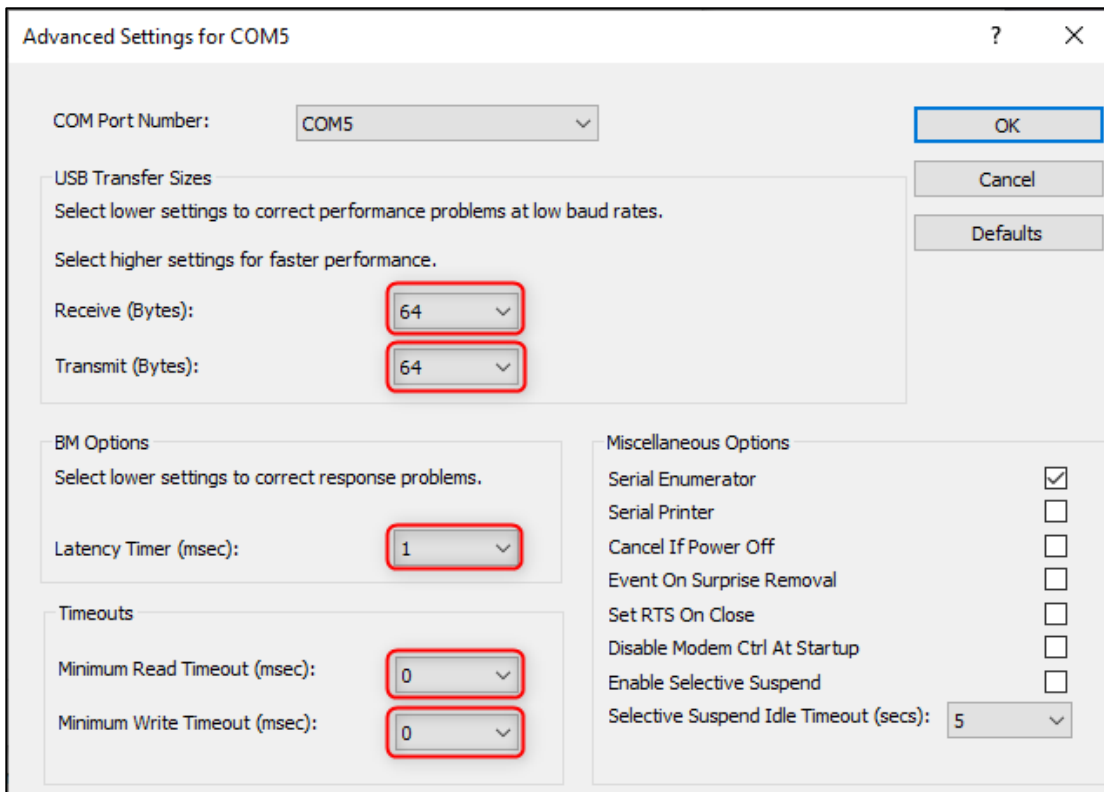 Advanced Settings for COM5
?
COM Port Number:
COM5
OK
Cancel
Defaults
USB Transfer Sizes
Select lower settings to correct performance problems at low baud rates.
Select higher settings for faster performance.
Receive (Bytes):
64
Transmit (Bytes):
64
BM Options
Select lower settings to correct response problems.
Latency Timer (msec):
1
Timeouts
Minimum Read Timeout (msec):
0
Minimum Write Timeout (msec):
0
Miscellaneous Options
Serial Enumerator
Serial Printer
Cancel If Power Off
Event On Surprise Removal
Set RTS On Close
Disable Modem Ctrl At Startup
Enable Selective Suspend
Selective Suspend Idle Timeout (secs):
5